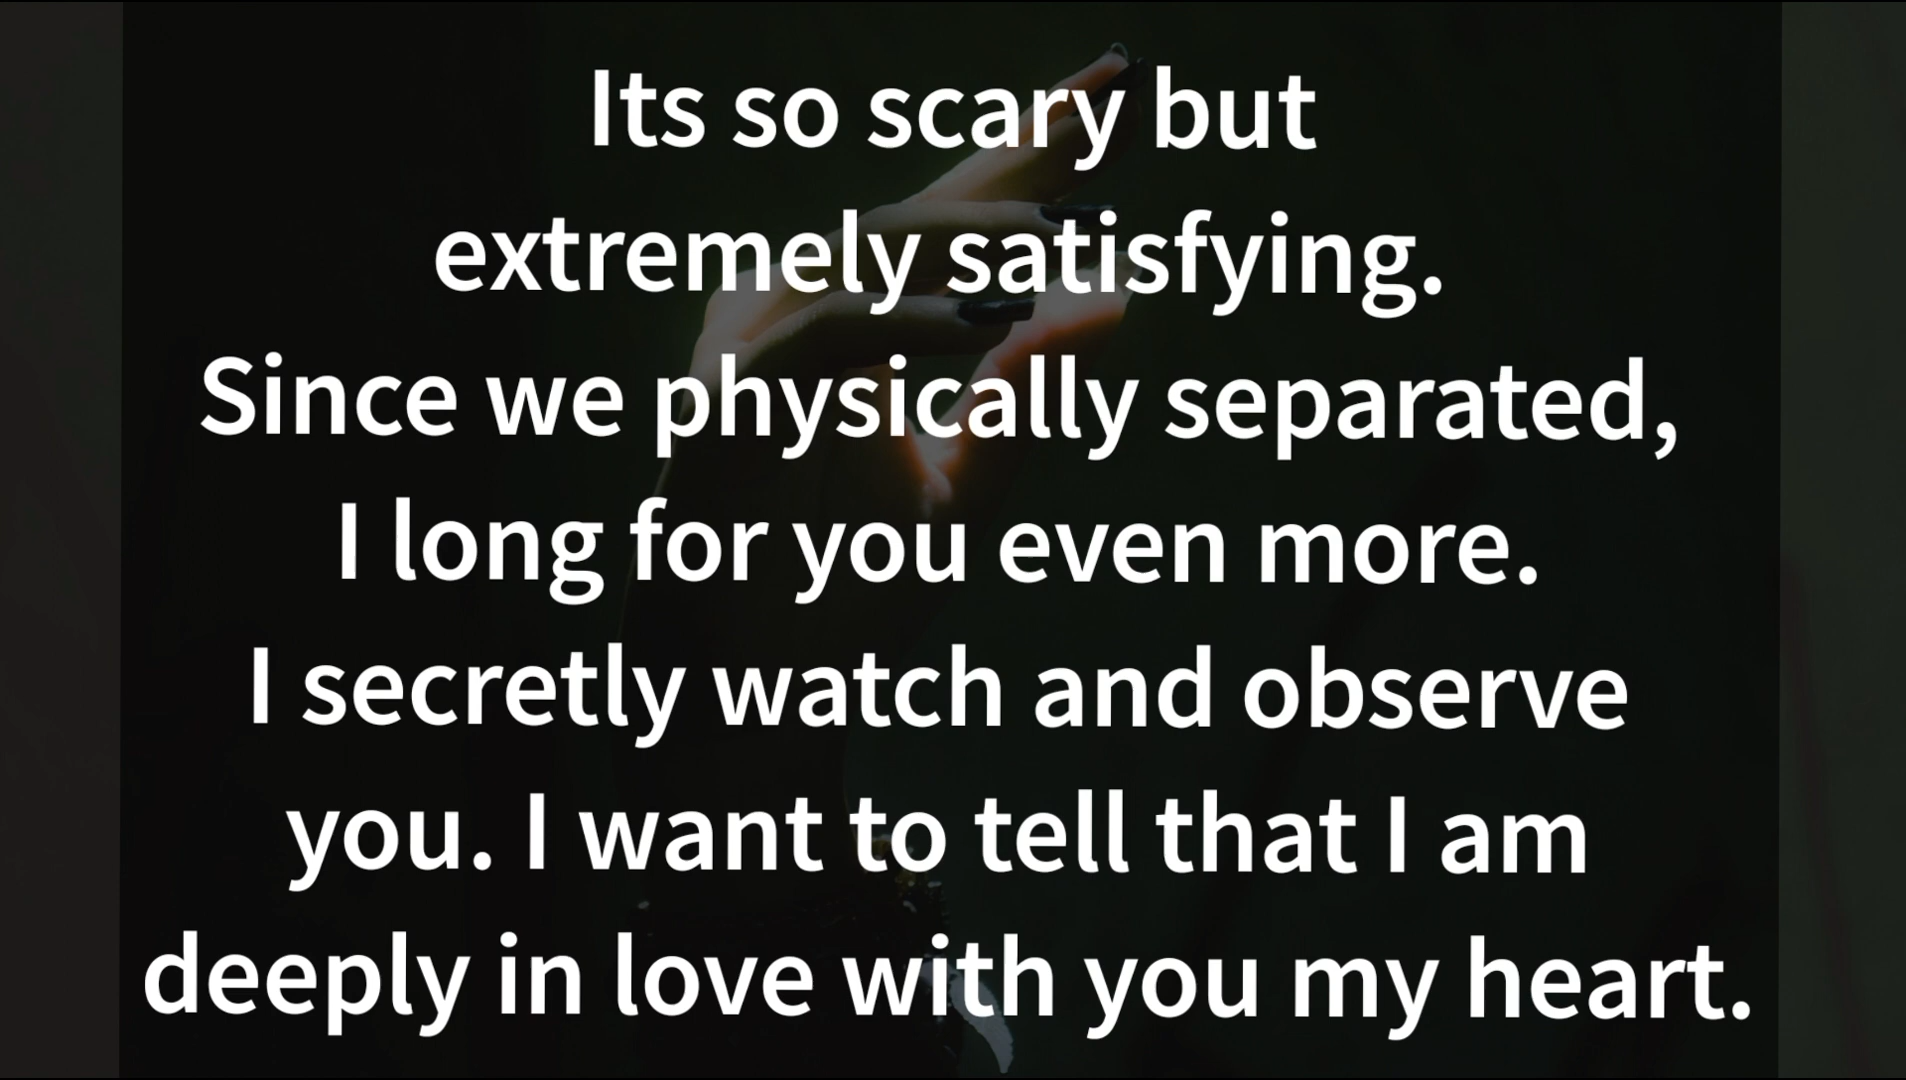 Its so scary but
extremely satisfying.
Since we physically separated,
I long for you even more.
I secretly watch and observe
you. I want to tell that I am
deeply in love with you my heart.